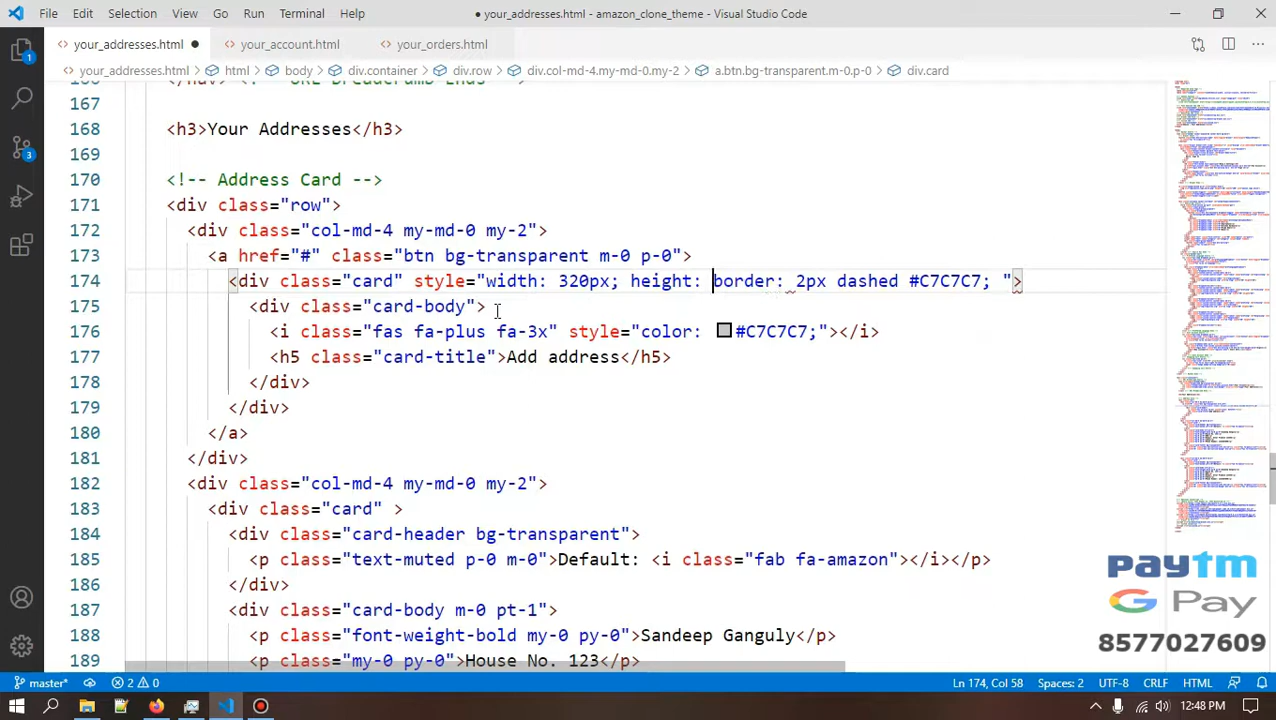 File Edit Selection View Go Run Terminal Help
● your_addresses.html - amazon_clone_theme - Visual Studio Code
your_addresses.html ● your_account.html your_orders.html
your_addresses.html > html > body > div.container > div.row > div.col-md-4.my-md-0.my-2 > a.btn.bg-transparent.m-0.p-0 > div.card
167
168 <h3>Your Addresses</h3>
169
170 <!-- Address Cards -->
171 <div class="row">
172 <div class="col-md-4 my-md-0 my-2">
173 <a href="#" class="btn bg-transparent m-0 p-0">
174 <div class="card" style="width: 320px; height: border: 2px dashed #C7C7C7; ">
175 <div class="card-body">
176 <i class="fas fa-plus fa-3x" style="color: #C7C7C7;"></i>
177 <h5 class="card-title">Add address</h5>
178 </div>
179 </div>
180 </a>
181 </div>
182 <div class="col-md-4 my-md-0 my-2">
183 <div class="card" >
184 <div class="card-header bg-transparent">
185 <p class="text-muted p-0 m-0">Default: <i class="fab fa-amazon"></i></p>
186 </div>
187 <div class="card-body m-0 pt-1">
188 <p class="font-weight-bold my-0 py-0">Sandeep Ganguly</p>
189 <p class="my-0 py-0">House No. 123</p>
1
3
paytm
G Pay
8577027609
master* 2 0 Ln 174, Col 58 Spaces: 2 UTF-8 CRLF HTML
12:48 PM